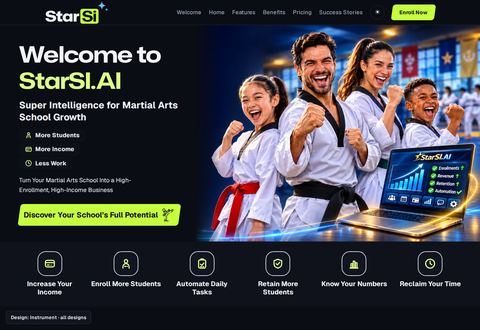 StarSi
Welcome
Home
Features
Benefits
Pricing
Success Stories
Enroll Now
Welcome to
StarSI.AI
Super Intelligence for Martial Arts
School Growth
More Students
More Income
Less Work
Turn Your Martial Arts School Into a High-
Enrollment, High-Income Business
Discover Your School's Full Potential
StarSI.AI
Enrollments
Revenue
Retention
Automation
Increase Your
Income
Enroll More Students
Automate Daily
Tasks
Retain More
Students
Know Your Numbers
Reclaim Your Time
Design: Instrument · all designs